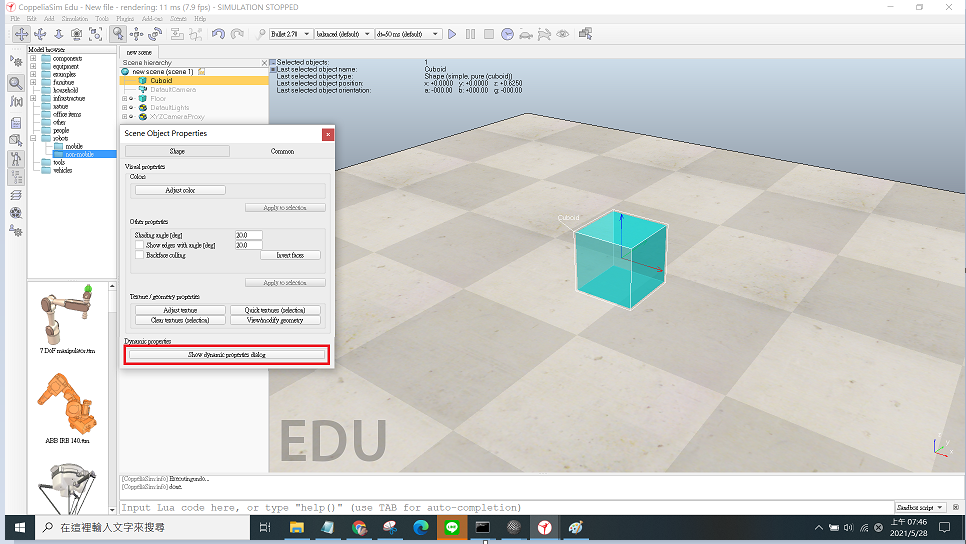 CoppeliaSim Edu - New file - rendering: 11 ms (7.9 fps) - SIMULATION STOPPED
File Edit Add Simulation Tools Plugins Add-ons Scenes Help
Bullet 2.78 balanced (default) dt=50 ms (default)
Model browser
components
equipment
examples
furniture
household
infrastructure
nature
office items
other
people
robots
mobile
non-mobile
tools
vehicles
7 DoF manipulator.ttm
ABB IRB 140.ttm
new scene
Scene hierarchy
new scene (scene 1)
Cuboid
DefaultCamera
Floor
DefaultLights
XYZCameraProxy
Selected objects: 1
Last selected object name: Cuboid
Last selected object type: Shape (simple, pure (cuboid))
Last selected object position: x: +0.0000 y: +0.0000 z: +0.6250
Last selected object orientation: a: -000.00 b: +000.00 g: -000.00
Scene Object Properties
Shape Common
Visual properties
Colors
Adjust color
Apply to selection
Other properties
Shading angle [deg] 20.0
Show edges with angle [deg] 20.0
Backface culling Invert faces
Apply to selection
Texture / geometry properties
Adjust texture Quick textures (selection)
Clear textures (selection) View/modify geometry
Dynamic properties
Show dynamic properties dialog
Cuboid
EDU
[CoppeliaSim:info] Executing undo...
[CoppeliaSim:info] done.
Input Lua code here, or type "help()" (use TAB for auto-completion)
Sandbox script
在這裡輸入文字來搜尋
上午 07:46
2021/5/28